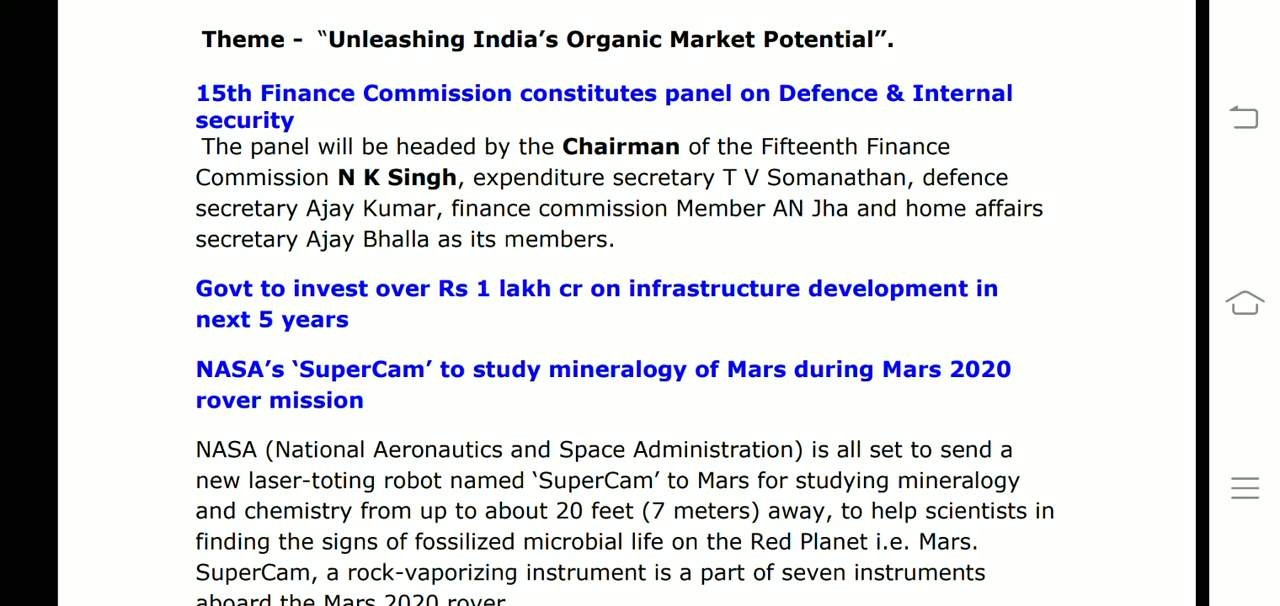 Theme - “Unleashing India’s Organic Market Potential”.
15th Finance Commission constitutes panel on Defence & Internal
security
The panel will be headed by the Chairman of the Fifteenth Finance
Commission N K Singh, expenditure secretary T V Somanathan, defence
secretary Ajay Kumar, finance commission Member AN Jha and home affairs
secretary Ajay Bhalla as its members.
Govt to invest over Rs 1 lakh cr on infrastructure development in
next 5 years
NASA’s ‘SuperCam’ to study mineralogy of Mars during Mars 2020
rover mission
NASA (National Aeronautics and Space Administration) is all set to send a
new laser-toting robot named ‘SuperCam’ to Mars for studying mineralogy
and chemistry from up to about 20 feet (7 meters) away, to help scientists in
finding the signs of fossilized microbial life on the Red Planet i.e. Mars.
SuperCam, a rock-vaporizing instrument is a part of seven instruments
aboard the Mars 2020 rover